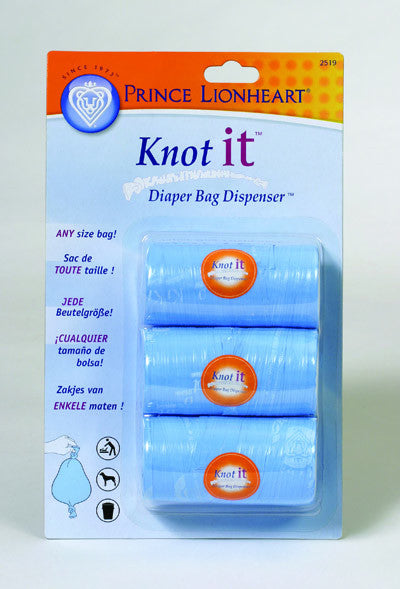 SINCE 1973™
2519
PRINCE LIONHEART®
Knot it™
Diaper Bag Dispenser™
ANY size bag!
Sac de
TOUTE taille !
JEDE
Beutelgröße!
¡CUALQUIER
tamaño de
bolsa!
Zakjes van
ENKELE maten !
Knot it
Diaper Bag Dispenser
Knot it
Diaper Bag Dispenser
Knot it
Diaper Bag Dispenser